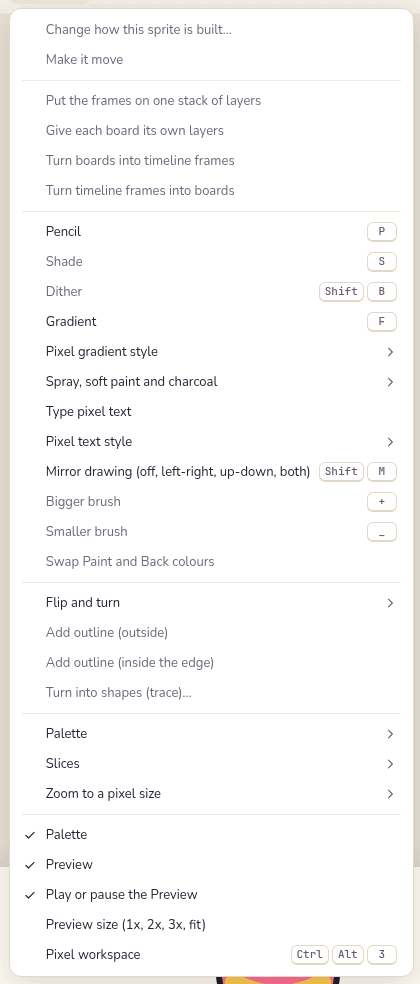 Change how this sprite is built...
Make it move
Put the frames on one stack of layers
Give each board its own layers
Turn boards into timeline frames
Turn timeline frames into boards
Pencil P
Shade S
Dither Shift B
Gradient F
Pixel gradient style
Spray, soft paint and charcoal
Type pixel text
Pixel text style
Mirror drawing (off, left-right, up-down, both) Shift M
Bigger brush +
Smaller brush _
Swap Paint and Back colours
Flip and turn
Add outline (outside)
Add outline (inside the edge)
Turn into shapes (trace)...
Palette
Slices
Zoom to a pixel size
Palette
Preview
Play or pause the Preview
Preview size (1x, 2x, 3x, fit)
Pixel workspace Ctrl Alt 3